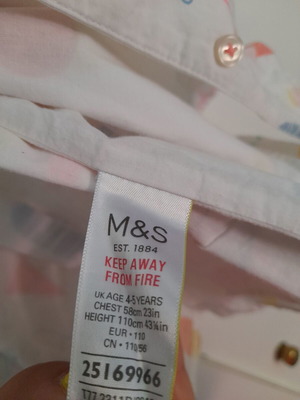 M&S
EST. 1884
KEEP AWAY
FROM FIRE
UK AGE 4-5 YEARS
CHEST 58cm 23in
HEIGHT 110cm 43¼in
EUR • 110
CN • 110/56
25169966